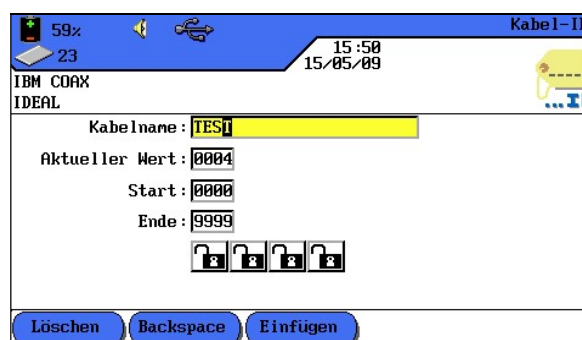 59% Kabel-ID
23
15:50
15/05/09
IBM COAX
IDEAL
Kabelname: TEST
Aktueller Wert: 0004
Start: 0000
Ende: 9999
Löschen Backspace Einfügen